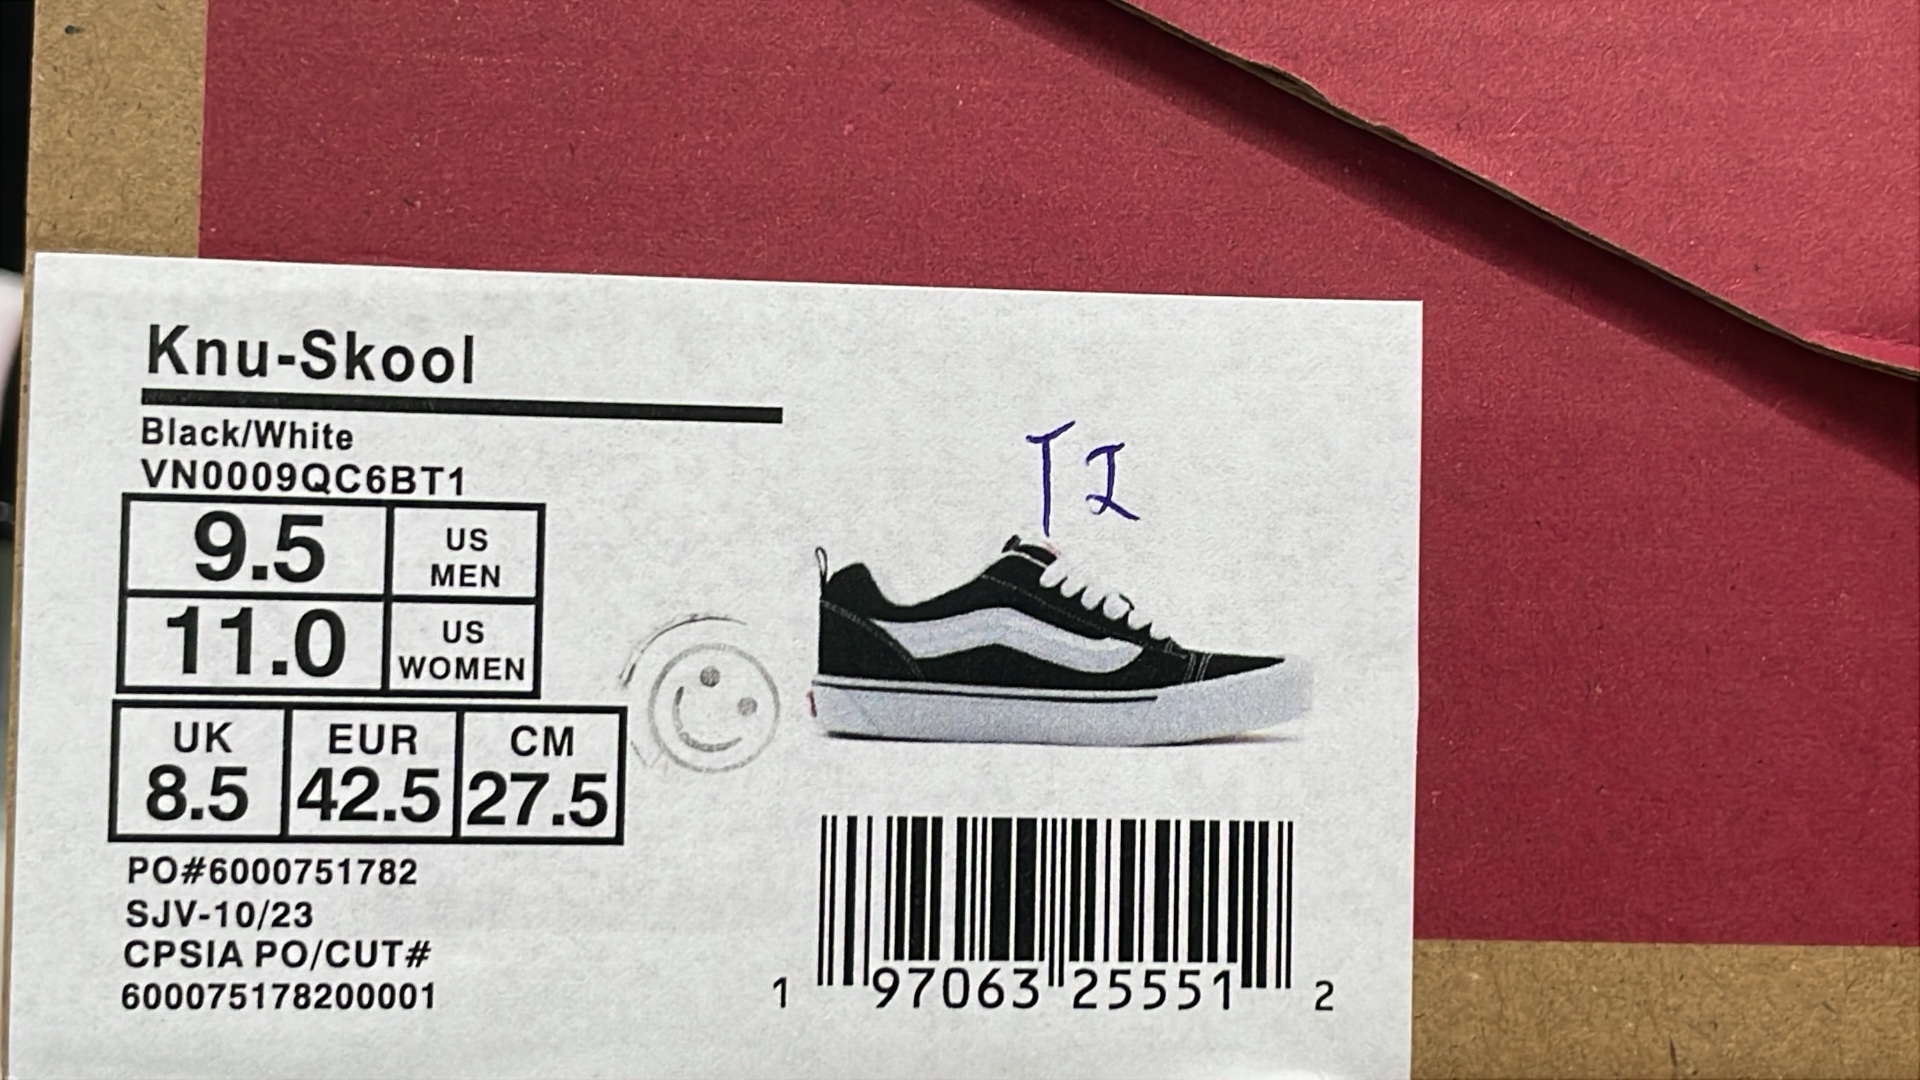 Knu-Skool
Black/White
VN0009QC6BT1
9.5 US MEN
11.0 US WOMEN
UK EUR CM
8.5 42.5 27.5
PO#6000751782
SJV-10/23
CPSIA PO/CUT#
600075178200001
T2
1 97063 25551 2